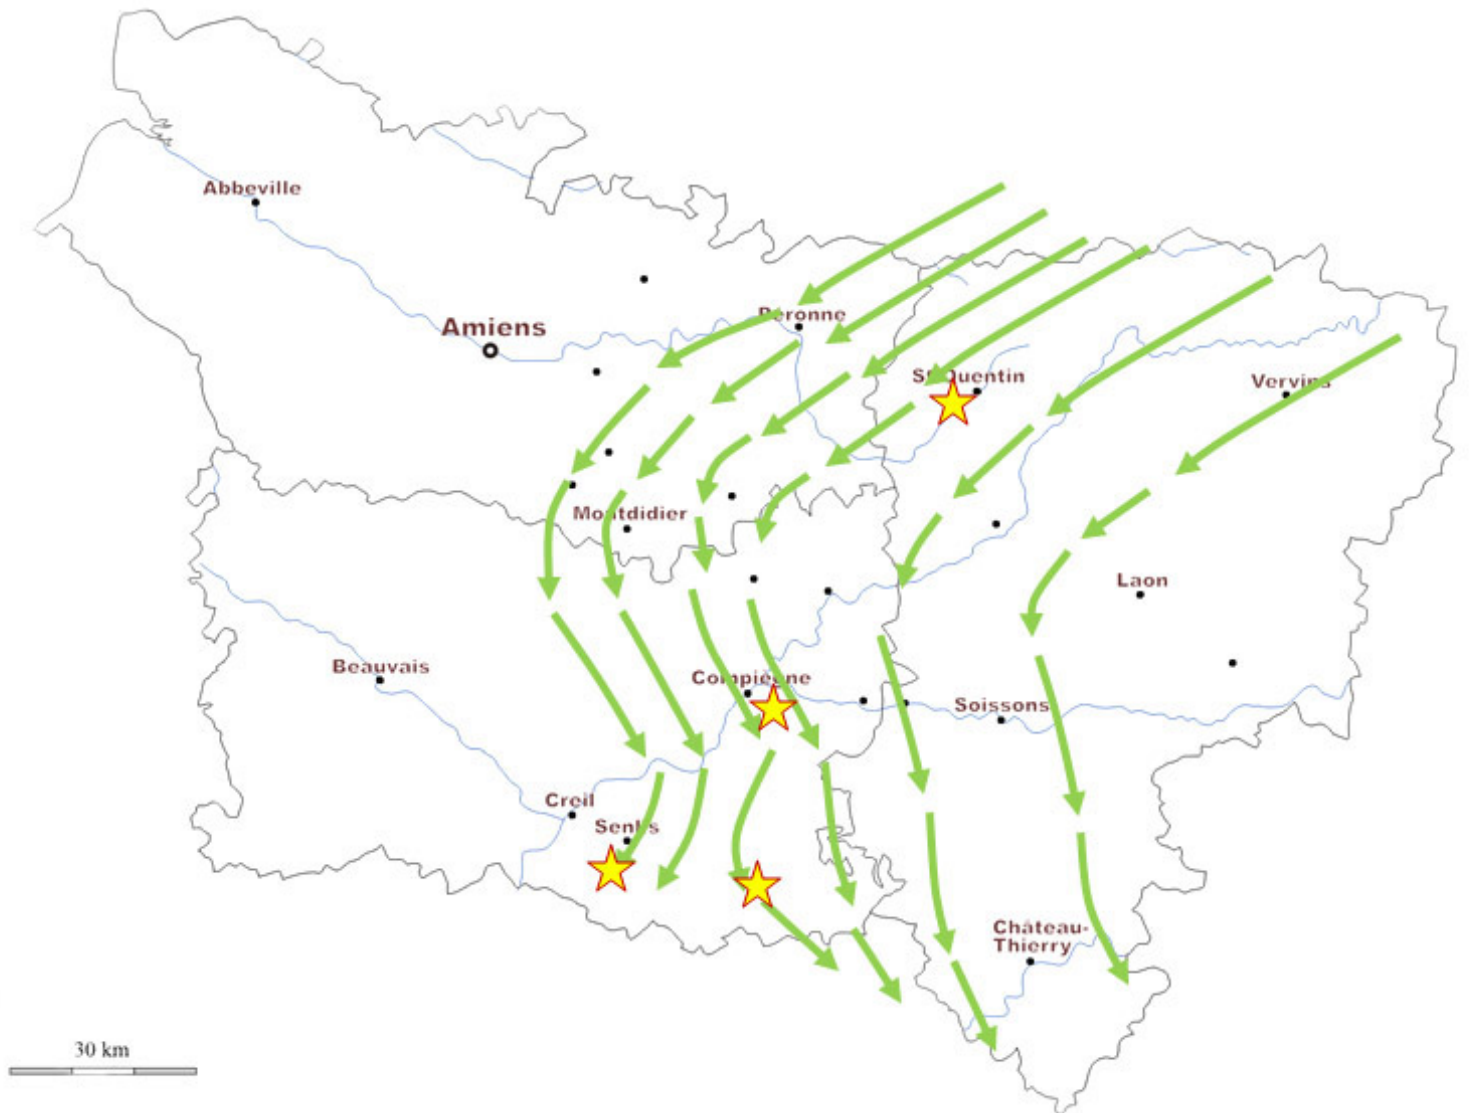 Abbeville
Amiens
Péronne
St Quentin
Vervins
Montdidier
Laon
Beauvais
Compiègne
Soissons
Creil
Senlis
Château-
Thierry
30 km